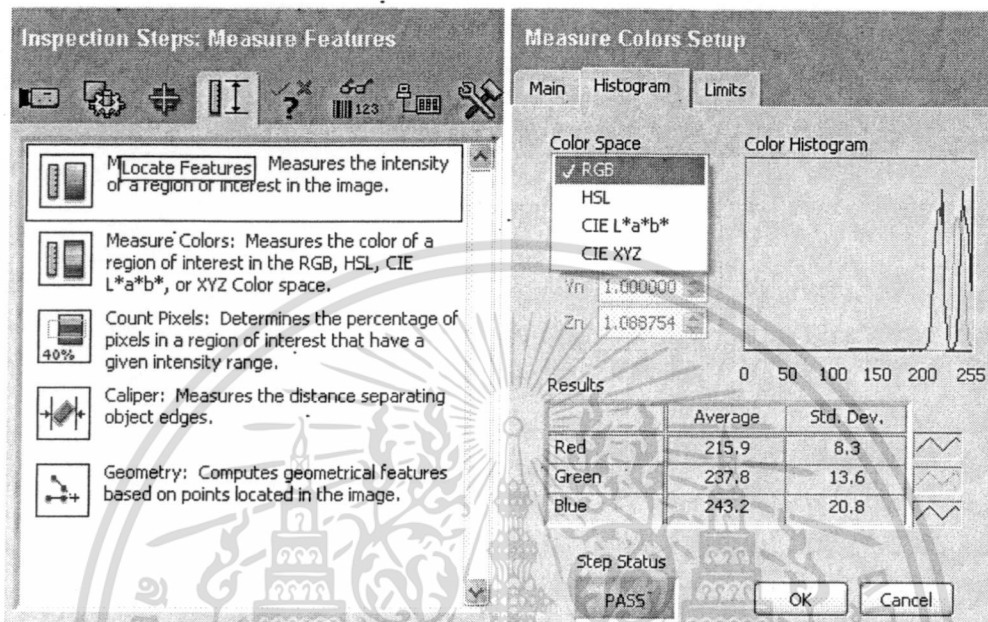 Inspection Steps: Measure Features
123
M Locate Features Measures the intensity
of a region of interest in the image.
Measure Colors: Measures the color of a
region of interest in the RGB, HSL, CIE
L*a*b*, or XYZ Color space.
Count Pixels: Determines the percentage of
pixels in a region of interest that have a
given intensity range.
40%
Caliper: Measures the distance separating
object edges.
Geometry: Computes geometrical features
based on points located in the image.
Measure Colors Setup
Main Histogram Limits
Color Space
RGB
HSL
CIE L*a*b*
CIE XYZ
Yn 1.000000
Zn 1.088754
Color Histogram
0 50 100 150 200 255
Results
Average Std. Dev.
Red 215.9 8.3
Green 237.8 13.6
Blue 243.2 20.8
Step Status
PASS
OK Cancel